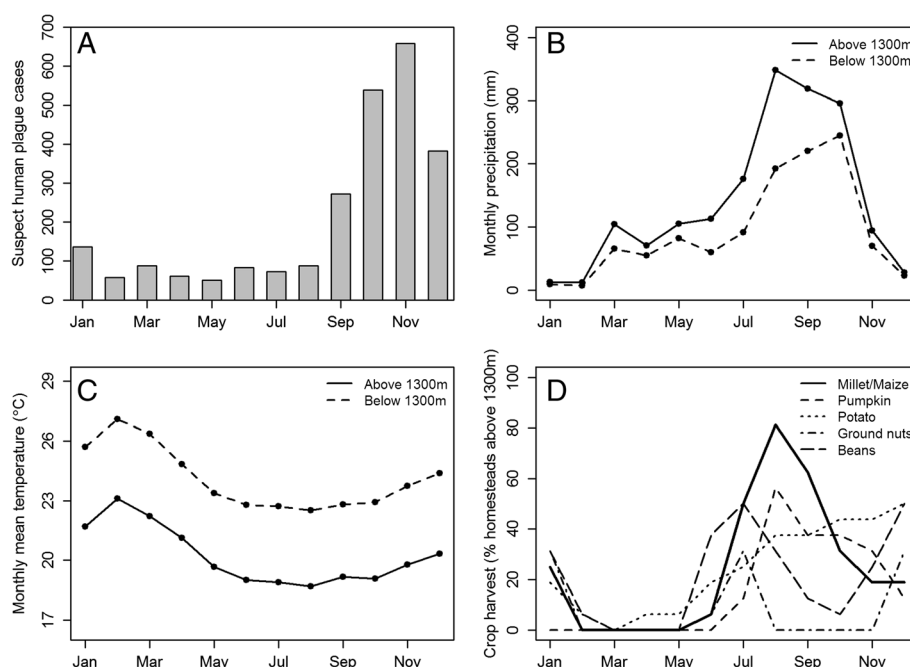 A
Suspect human plague cases
700
600
500
400
300
200
100
0
Jan Mar May Jul Sep Nov
B
Above 1300m
Below 1300m
Monthly precipitation (mm)
400
300
200
100
0
Jan Mar May Jul Sep Nov
C
Above 1300m
Below 1300m
Monthly mean temperature (°C)
29
26
23
20
17
Jan Mar May Jul Sep Nov
D
Millet/Maize
Pumpkin
Potato
Ground nuts
Beans
Crop harvest (% homesteads above 1300m)
100
80
60
40
20
0
Jan Mar May Jul Sep Nov